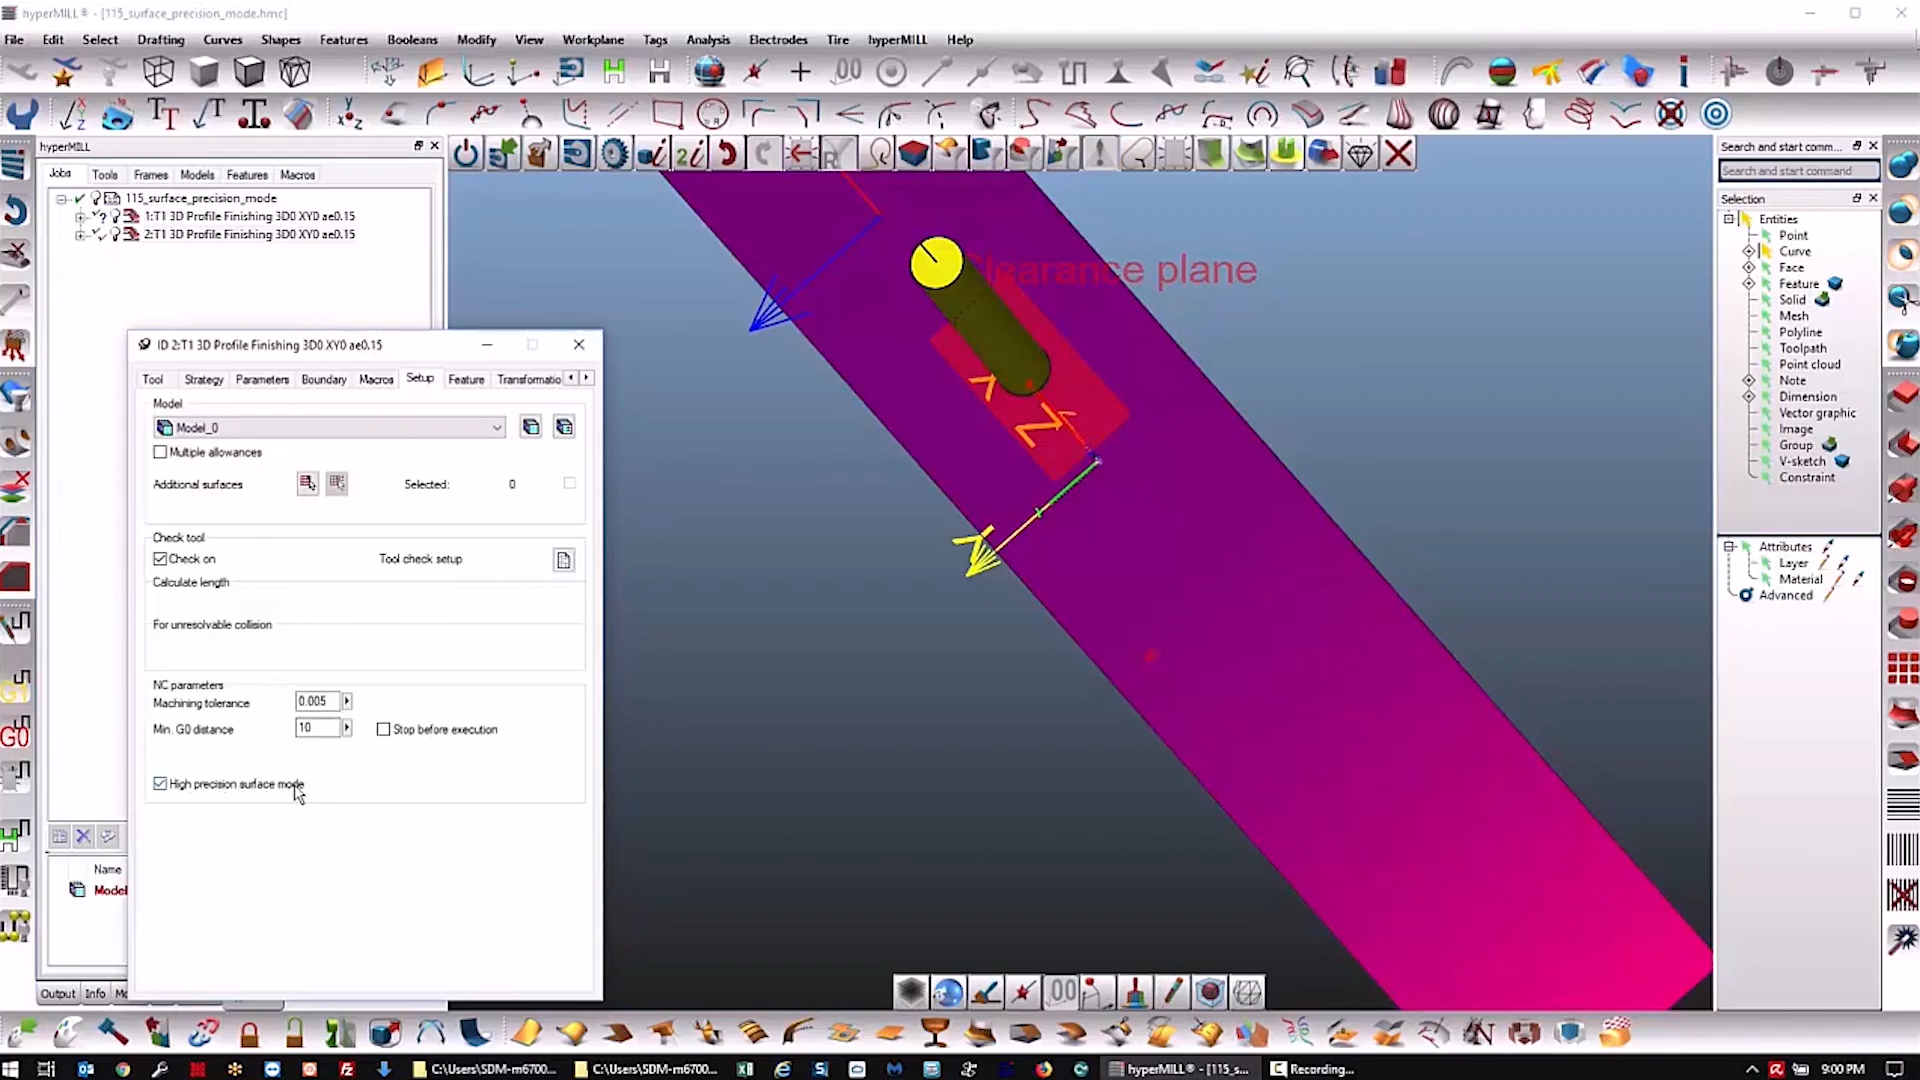 hyperMILL® - [115_surface_precision_mode.hmc]
File Edit Select Drafting Curves Shapes Features Booleans Modify View Workplane Tags Analysis Electrodes Tire hyperMILL Help
hyperMILL
Jobs Tools Frames Models Features Macros
115_surface_precision_mode
1:T1 3D Profile Finishing 3D0 XY0 ae0.15
2:T1 3D Profile Finishing 3D0 XY0 ae0.15
ID 2:T1 3D Profile Finishing 3D0 XY0 ae0.15
Tool Strategy Parameters Boundary Macros Setup Feature Transformatio
Model
Model_0
Multiple allowances
Additional surfaces Selected: 0
Check tool
Check on Tool check setup
Calculate length
For unresolvable collision
NC parameters
Machining tolerance 0.005
Min. G0 distance 10 Stop before execution
High precision surface mode
Name
Model
Output Info
Clearance plane
Z
Search and start comm...
Search and start command
Selection
Entities
Point
Curve
Face
Feature
Solid
Mesh
Polyline
Toolpath
Point cloud
Note
Dimension
Vector graphic
Image
Group
V-sketch
Constraint
Attributes
Layer
Material
Advanced
C:\Users\SDM-m6700... C:\Users\SDM-m6700... hyperMILL® - [115_s... Recording... 9:00 PM